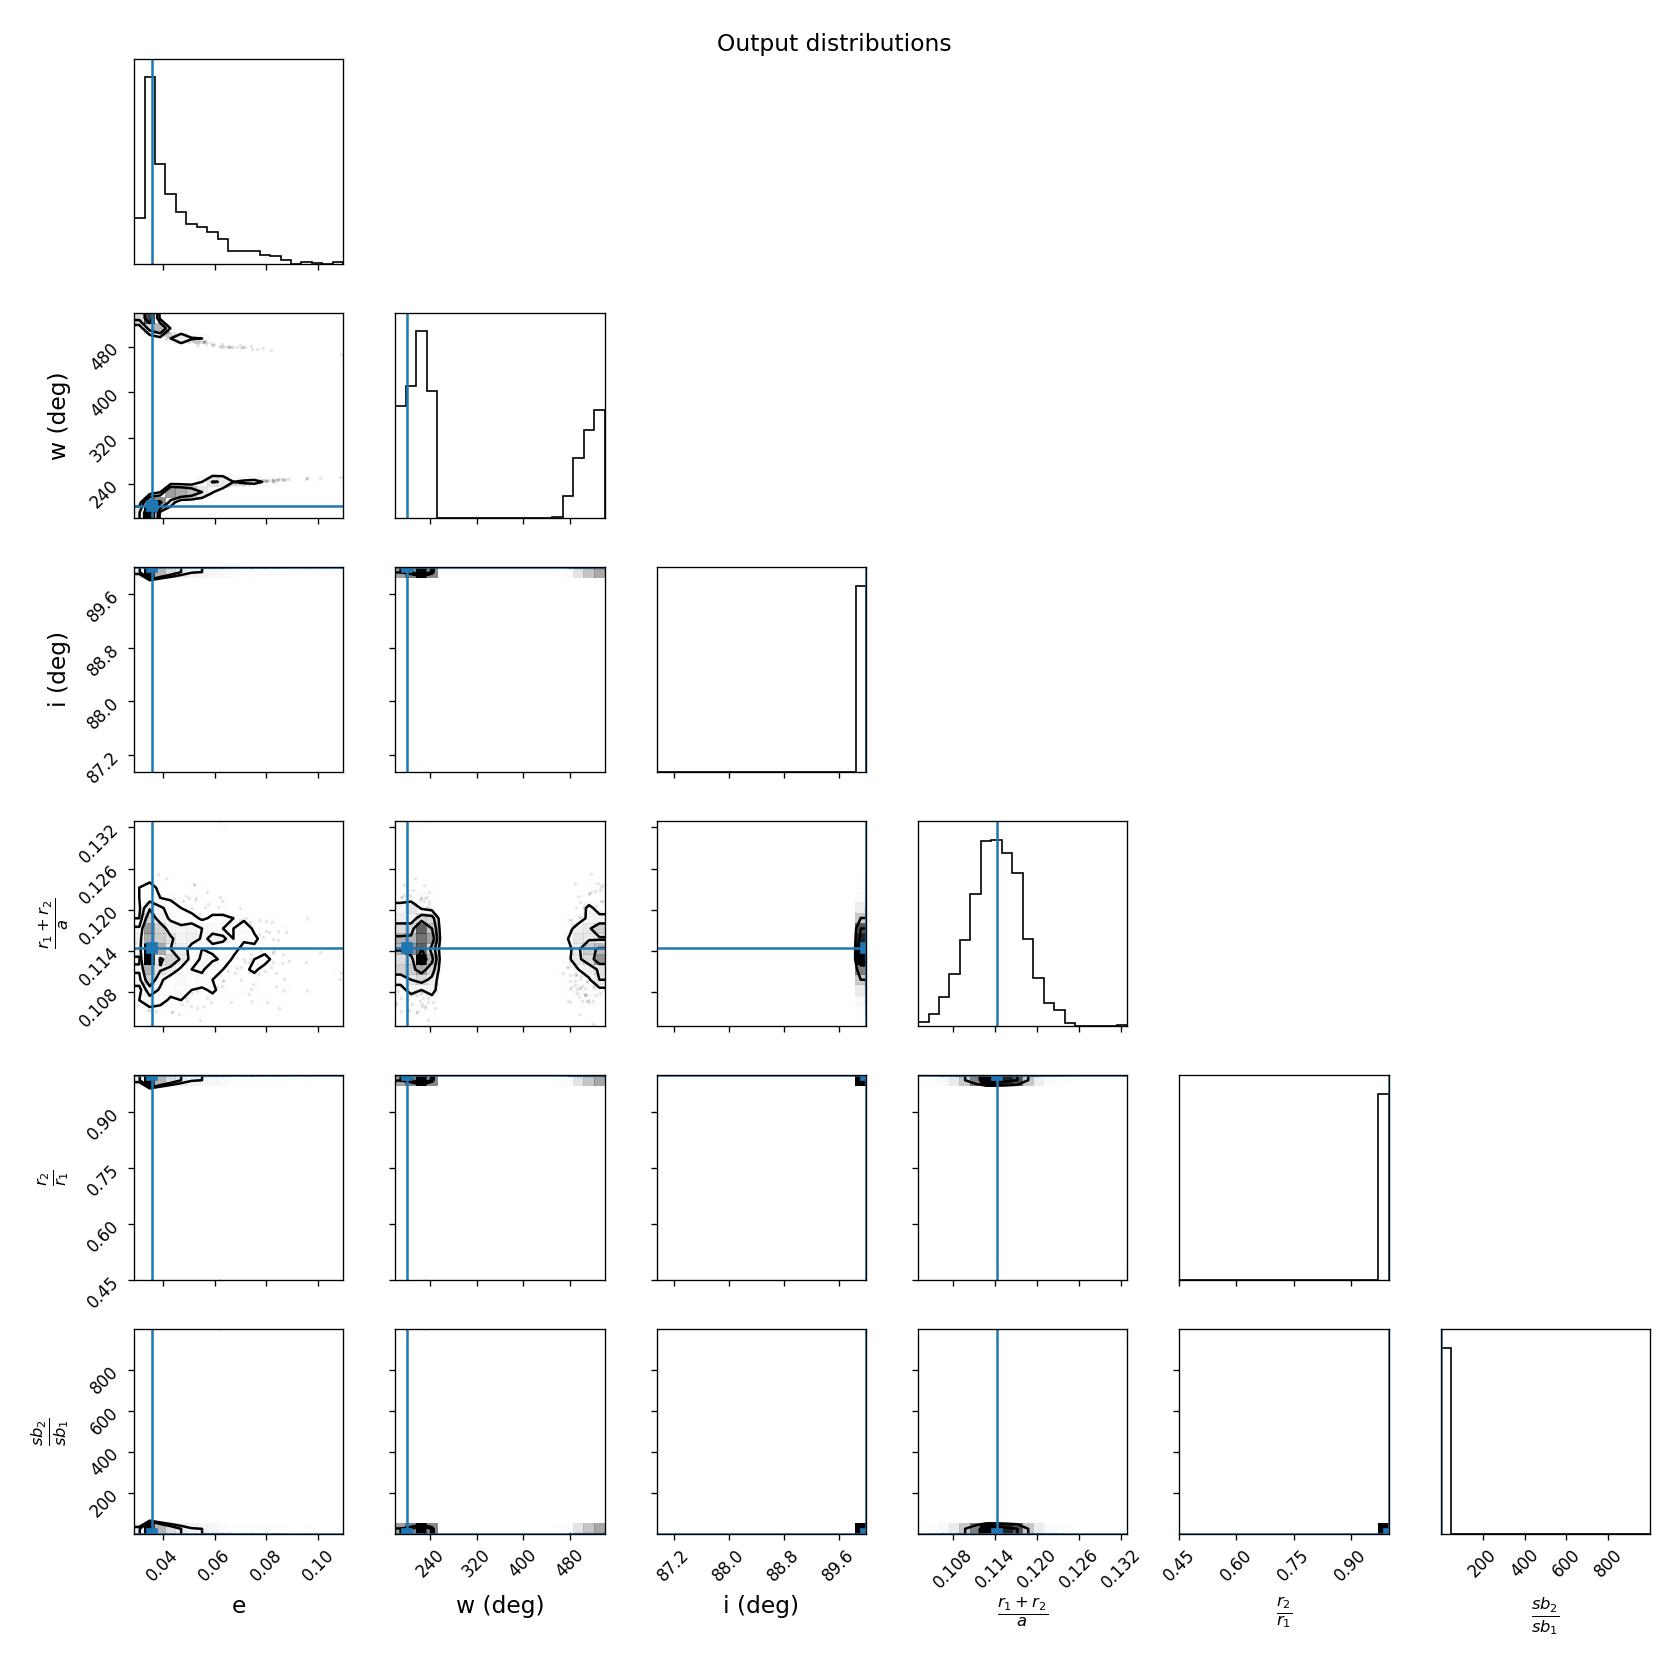 Output distributions
w (deg)
480
400
320
240
i (deg)
89.6
88.8
88.0
87.2
r₁ + r₂
a
0.132
0.126
0.120
0.114
0.108
r₂
r₁
0.90
0.75
0.60
0.45
sb₂
sb₁
800
600
400
200
0.04 0.06 0.08 0.10
240 320 400 480
87.2 88.0 88.8 89.6
0.108 0.114 0.120 0.126 0.132
0.45 0.60 0.75 0.90
200 400 600 800
e
w (deg)
i (deg)
r₁ + r₂
a
r₂
r₁
sb₂
sb₁